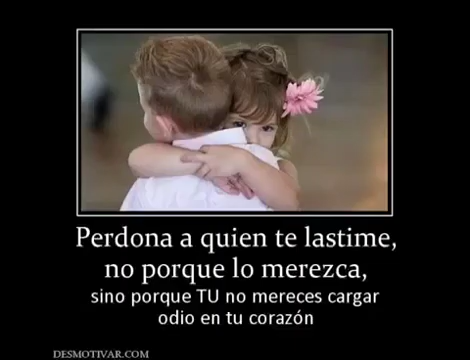 Perdona a quien te lastime,
no porque lo merezca,
sino porque TU no mereces cargar
odio en tu corazón
DESMOTIVAR.COM